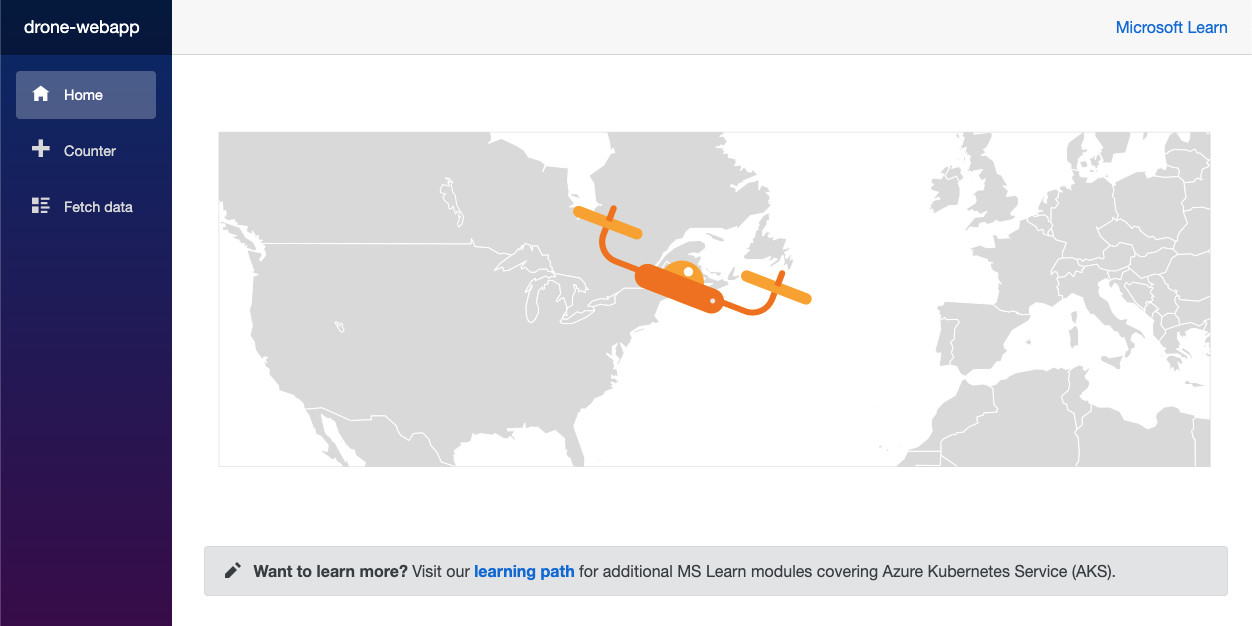 drone-webapp
Microsoft Learn
Home
Counter
Fetch data
Want to learn more? Visit our learning path for additional MS Learn modules covering Azure Kubernetes Service (AKS).